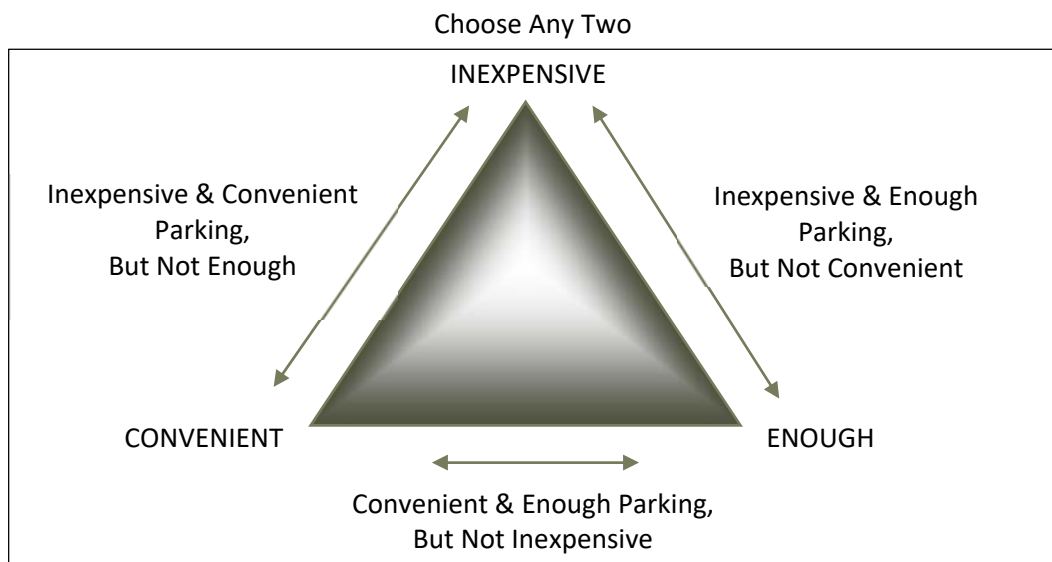 Choose Any Two
INEXPENSIVE
Inexpensive & Convenient
Parking,
But Not Enough
Inexpensive & Enough
Parking,
But Not Convenient
CONVENIENT
ENOUGH
Convenient & Enough Parking,
But Not Inexpensive